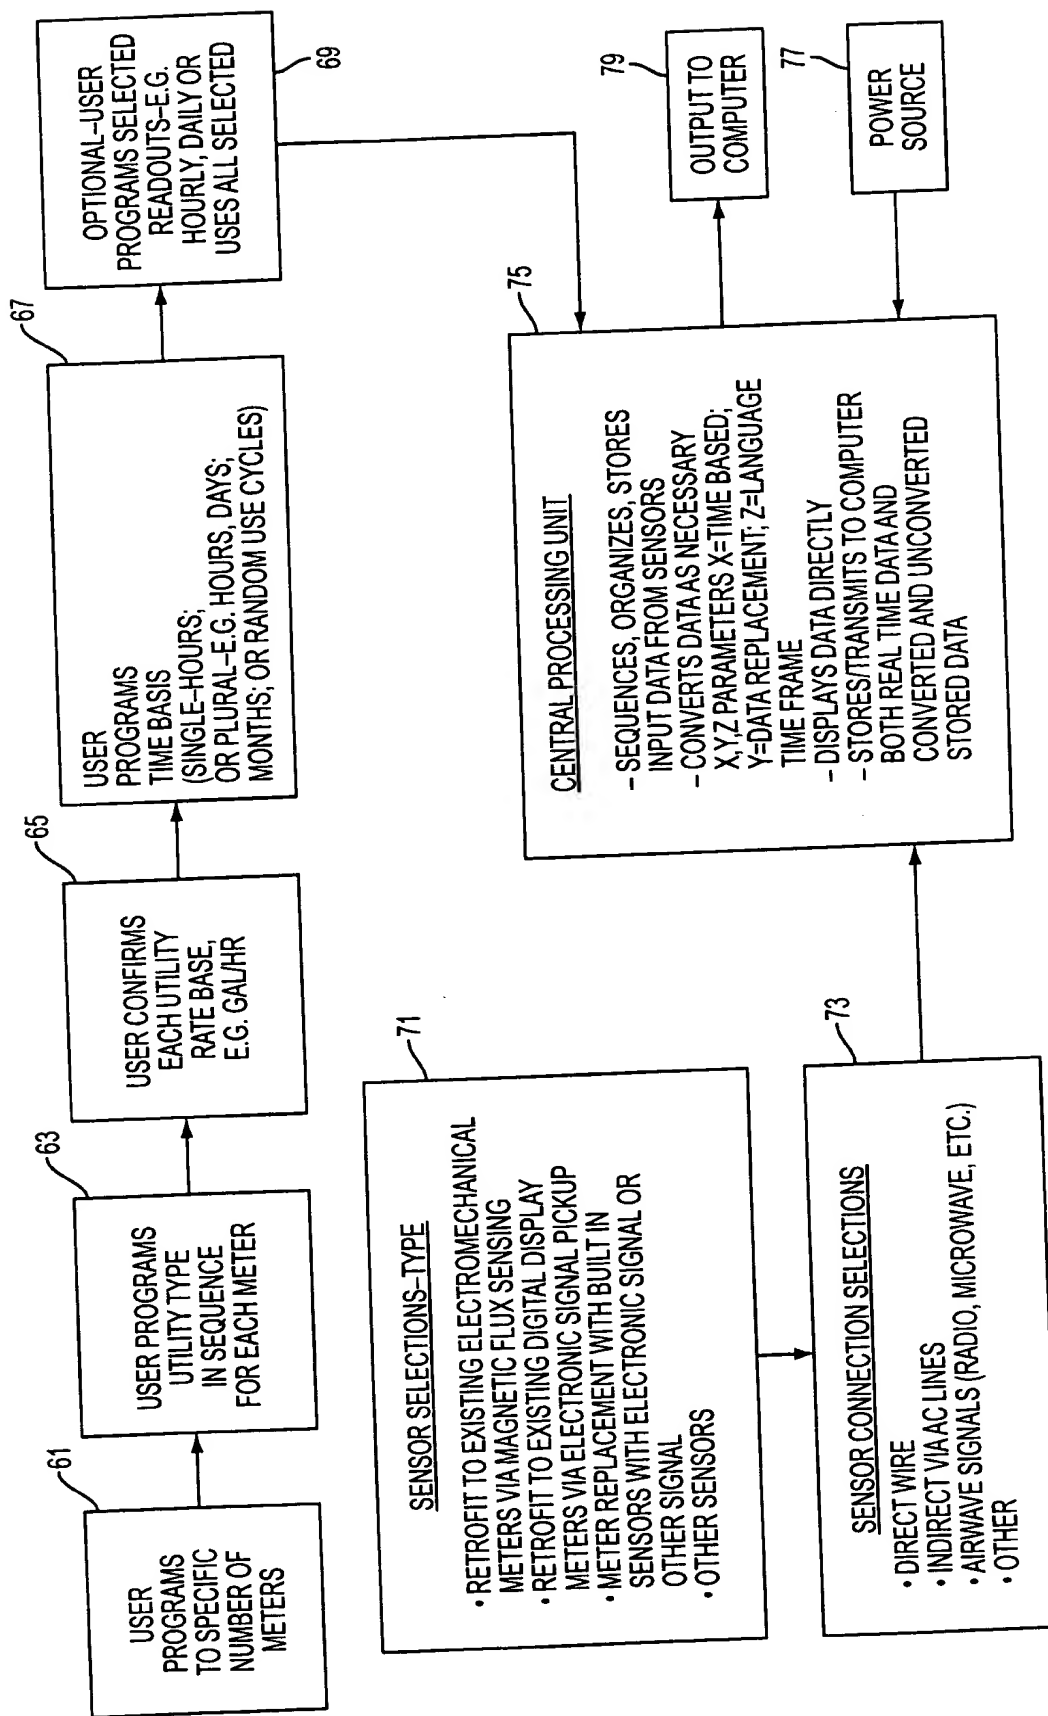 61
USER
PROGRAMS
TO SPECIFIC
NUMBER OF
METERS
63
USER PROGRAMS
UTILITY TYPE
IN SEQUENCE
FOR EACH METER
65
USER CONFIRMS
EACH UTILITY
RATE BASE,
E.G. GAL/HR
67
USER
PROGRAMS
TIME BASIS
(SINGLE-HOURS;
OR PLURAL-E.G. HOURS, DAYS;
MONTHS; OR RANDOM USE CYCLES)
OPTIONAL-USER
PROGRAMS SELECTED
READOUTS-E.G.
HOURLY, DAILY OR
USES ALL SELECTED
69
71
SENSOR SELECTIONS-TYPE
• RETROFIT TO EXISTING ELECTROMECHANICAL
METERS VIA MAGNETIC FLUX SENSING
• RETROFIT TO EXISTING DIGITAL DISPLAY
METERS VIA ELECTRONIC SIGNAL PICKUP
• METER REPLACEMENT WITH BUILT IN
SENSORS WITH ELECTRONIC SIGNAL OR
OTHER SIGNAL
• OTHER SENSORS
73
SENSOR CONNECTION SELECTIONS
• DIRECT WIRE
• INDIRECT VIA AC LINES
• AIRWAVE SIGNALS (RADIO, MICROWAVE, ETC.)
• OTHER
75
CENTRAL PROCESSING UNIT
– SEQUENCES, ORGANIZES, STORES
INPUT DATA FROM SENSORS
– CONVERTS DATA AS NECESSARY
X,Y,Z PARAMETERS X=TIME BASED;
Y=DATA REPLACEMENT; Z=LANGUAGE
TIME FRAME
– DISPLAYS DATA DIRECTLY
– STORES/TRANSMITS TO COMPUTER
BOTH REAL TIME DATA AND
CONVERTED AND UNCONVERTED
STORED DATA
79
OUTPUT TO
COMPUTER
77
POWER
SOURCE